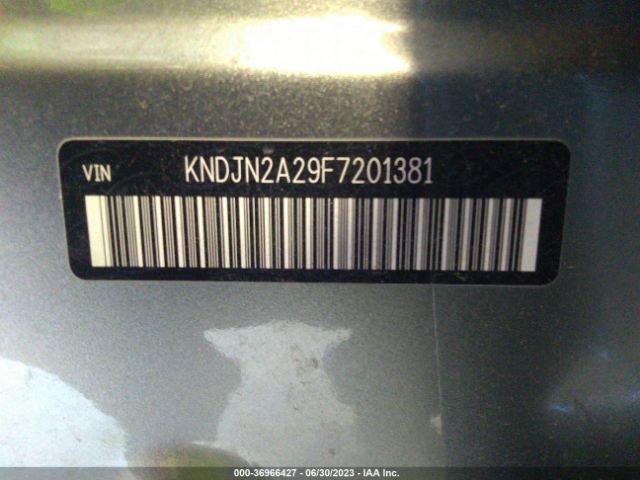 VIN KNDJN2A29F7201381
000-36966427 - 06/30/2023 - IAA Inc.